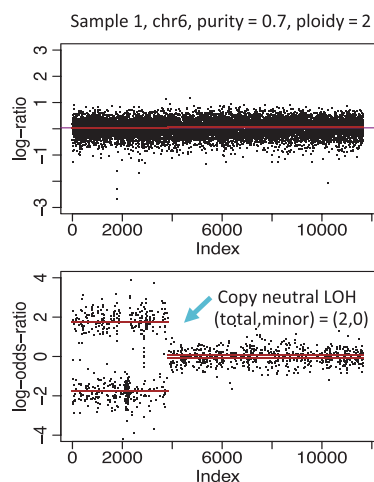 Sample 1, chr6, purity = 0.7, ploidy = 2
log-ratio
3
2
1
-1
-3
0 2000 6000 10000
Index
log-odds-ratio
4
2
0
-2
-4
Copy neutral LOH
(total,minor) = (2,0)
0 2000 6000 10000
Index